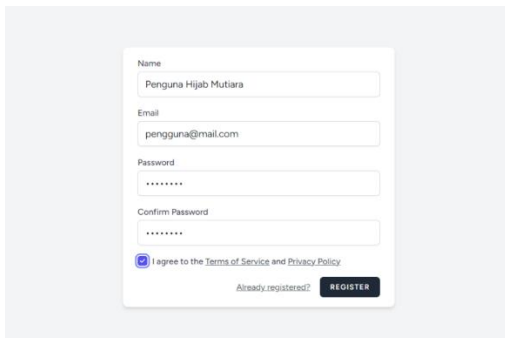 Name
Penguna Hijab Mutiara
Email
pengguna@mail.com
Password
••••••••
Confirm Password
••••••••
I agree to the Terms of Service and Privacy Policy
Already registered? REGISTER